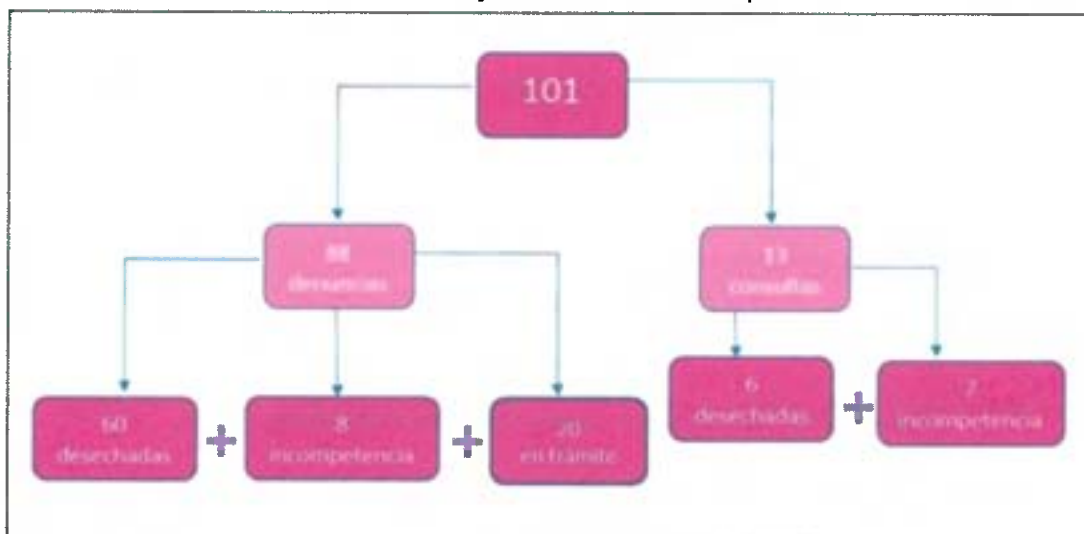 101
88
denuncias
13
consultas
60
desechadas
8
incompetencia
20
en trámite
6
desechadas
7
incompetencia